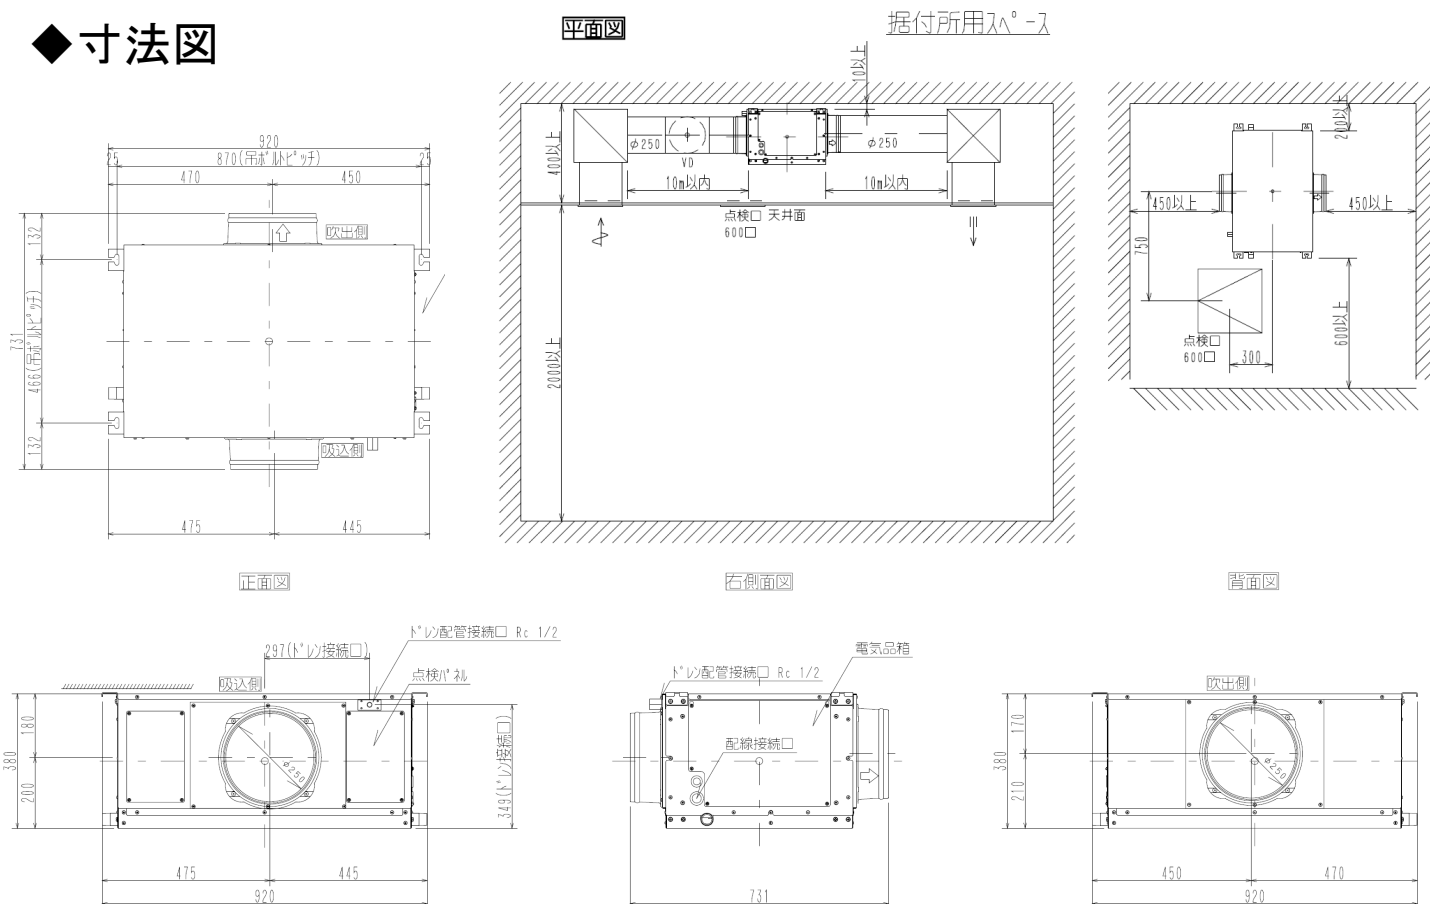 ◆寸法図
平面図
据付所用スペース
920
25
870(吊ボルトピッチ)
25
470
450
吹出側
132
731
466(吊ボルトピッチ)
132
吸込側
475
445
10以上
400以上
φ250
VD
φ250
10m以内
10m以内
点検口 天井面
600□
2000以上
200以上
450以上
450以上
750
600以上
点検口
600□
300
正面図
右側面図
背面図
ドレン配管接続口 Rc 1/2
297(ドレン接続口)
点検パネル
吸込側
180
380
200
φ250
349(ドレン接続口)
475
445
920
電気品箱
ドレン配管接続口 Rc 1/2
配線接続口
731
吹出側
170
380
210
φ250
450
470
920